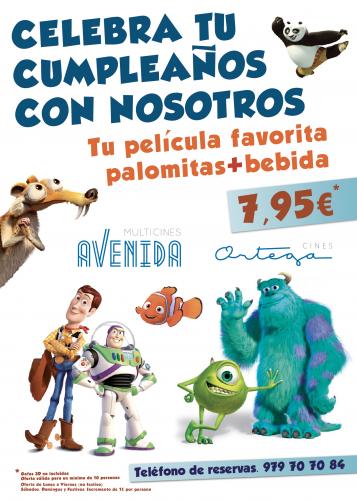 CELEBRA TU
CUMPLEAÑOS
CON NOSOTROS
Tu película favorita
palomitas+bebida
7,95€*
MULTICINES
AVENIDA
CINES
Ortega
* Gafas 3D no incluidas
Oferta válida para un mínimo de 10 personas
Oferta de Lunes a Viernes (no festivo)
Sábados, Domingos y Festivos Incremento de 1€ por persona
Teléfono de reservas. 979 70 70 84